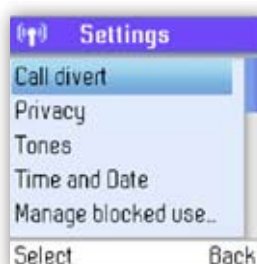 Settings
Call divert
Privacy
Tones
Time and Date
Manage blocked use…
Select Back